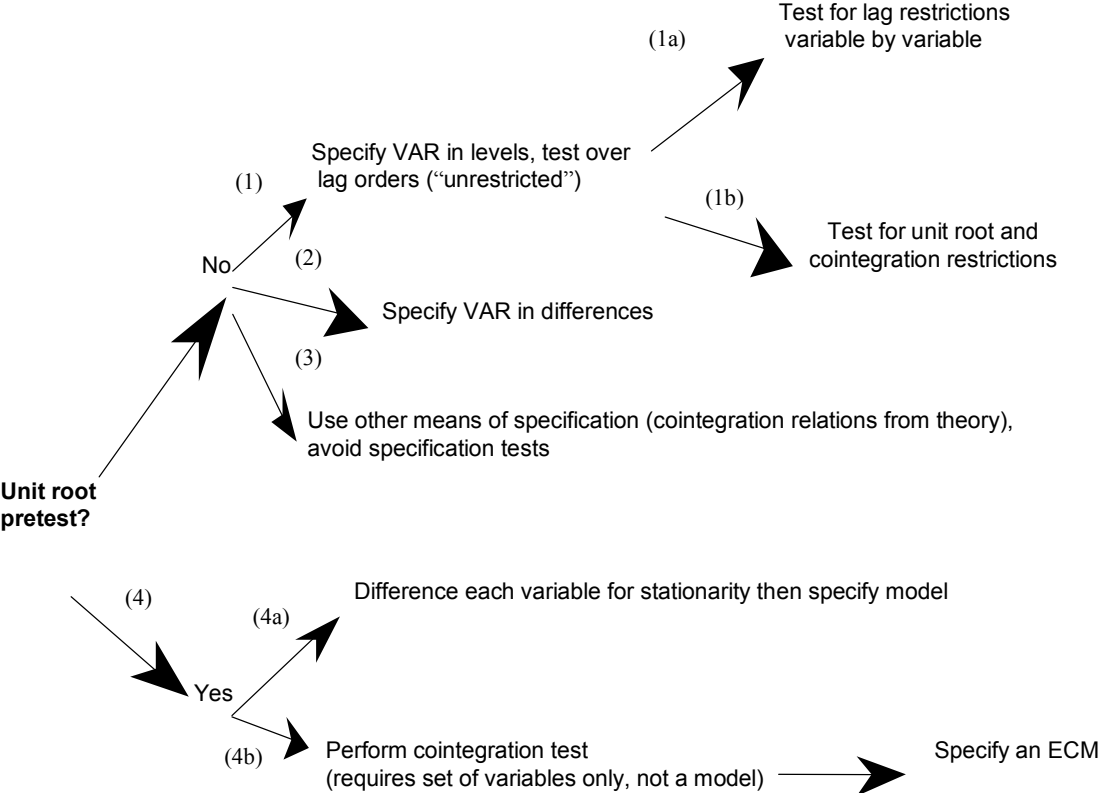 Test for lag restrictions
variable by variable
(1a)
Specify VAR in levels, test over
lag orders (“unrestricted”)
(1)
(1b)
Test for unit root and
cointegration restrictions
No
(2)
Specify VAR in differences
(3)
Use other means of specification (cointegration relations from theory),
avoid specification tests
Unit root
pretest?
(4)
Difference each variable for stationarity then specify model
(4a)
Yes
(4b)
Perform cointegration test
(requires set of variables only, not a model)
Specify an ECM